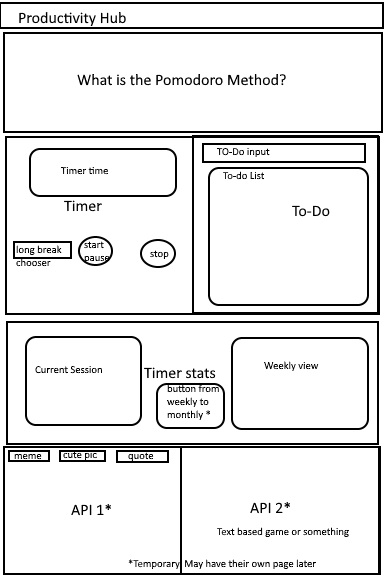 Productivity Hub
What is the Pomodoro Method?
Timer time
Timer
long break
chooser
start
pause
stop
TO-Do input
To-do List
To-Do
Current Session
Timer stats
button from
weekly to
monthly *
Weekly view
meme
cute pic
quote
API 1*
API 2*
Text based game or something
*Temporary May have their own page later